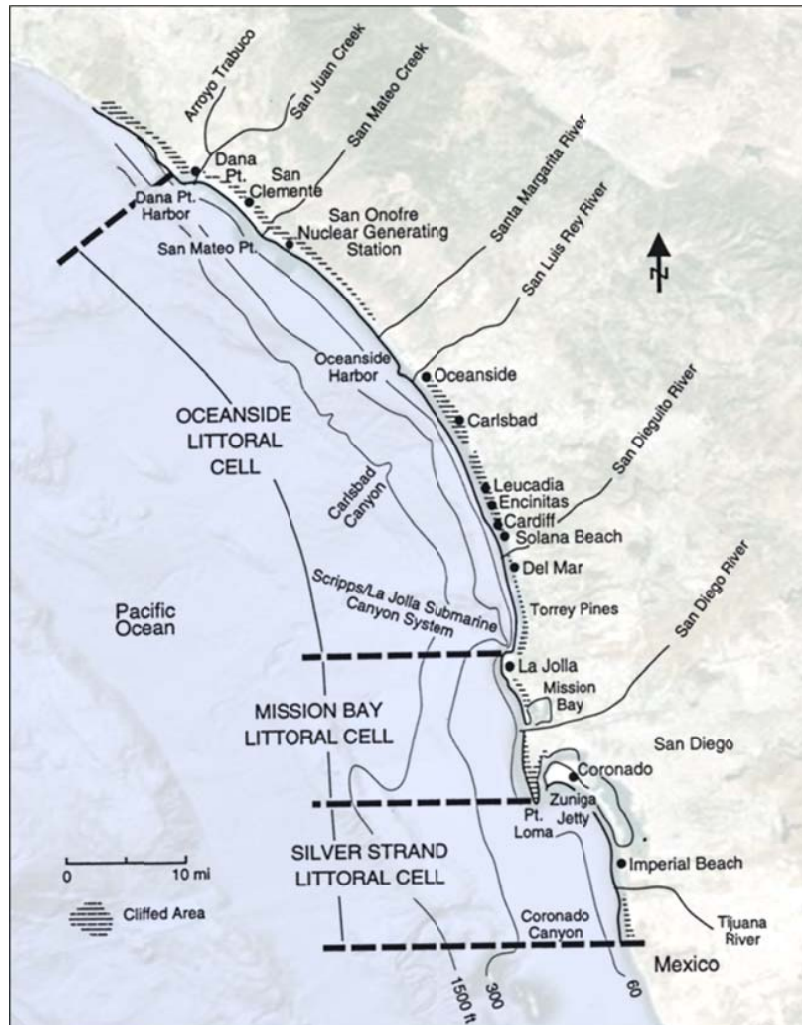 Arroyo Trabuco
San Juan Creek
San Mateo Creek
Dana
Pt.
San
Clemente
Dana Pt.
Harbor
San Mateo Pt.
San Onofre
Nuclear Generating
Station
Santa Margarita River
San Luis Rey River
N
Oceanside
Harbor
Oceanside
OCEANSIDE
LITTORAL
CELL
Carlsbad
San Dieguito River
Carlsbad
Canyon
Leucadia
Encinitas
Cardiff
Solana Beach
Del Mar
Scripps/La Jolla Submarine
Canyon System
Torrey Pines
San Diego River
Pacific
Ocean
La Jolla
Mission
Bay
MISSION BAY
LITTORAL CELL
San Diego
Coronado
Zuniga
Jetty
Pt.
Loma
SILVER STRAND
LITTORAL CELL
Imperial Beach
0 10 mi
Cliffed Area
Coronado
Canyon
Tijuana
River
Mexico
1500 ft
300
60